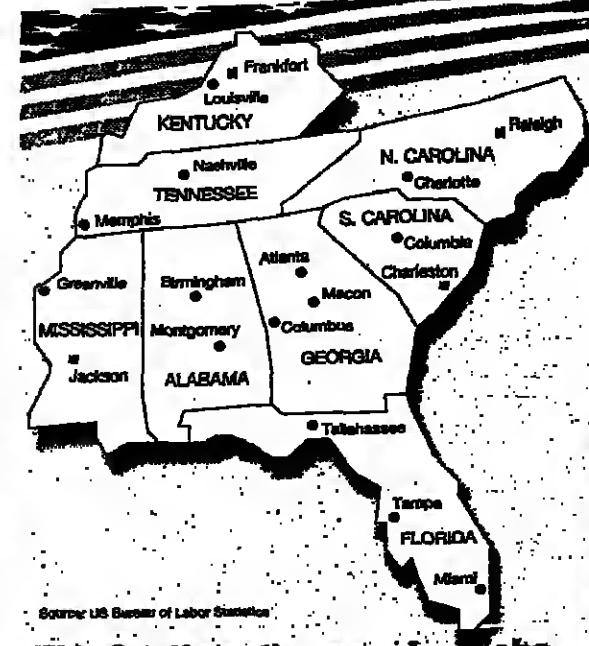 Frankfort
Louisville
KENTUCKY
Raleigh
N. CAROLINA
Nashville
Charlotte
TENNESSEE
Memphis
S. CAROLINA
Columbia
Atlanta
Charleston
Greenville
Birmingham
Macon
MISSISSIPPI
Montgomery
Columbus
GEORGIA
Jackson
ALABAMA
Tallahassee
Tampa
FLORIDA
Miami
Source: US Bureau of Labor Statistics